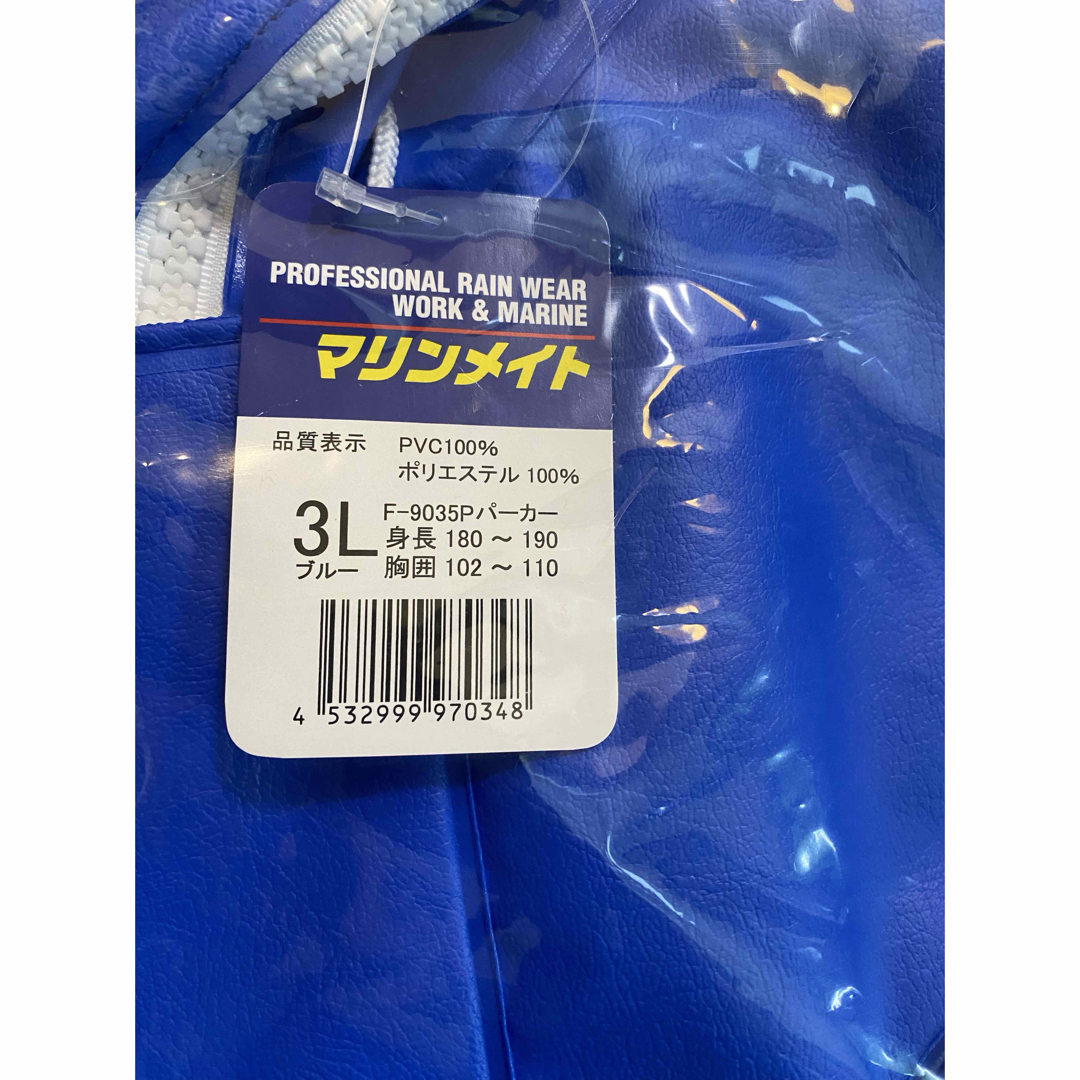 PROFESSIONAL RAIN WEAR
WORK & MARINE
マリンメイト
品質表示 PVC100%
ポリエステル 100%
3L
ブルー
F-9035Pパーカー
身長 180 ～ 190
胸囲 102 ～ 110
4 532999 970348